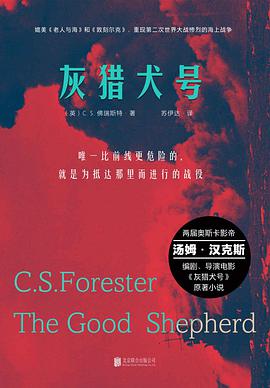 媲美《老人与海》和《敦刻尔克》，重现第二次世界大战惨烈的海上战争
灰猎犬号
（英）C. S. 佛瑞斯特 著 苏伊达 译
唯一比前线更危险的，
就是为抵达那里而进行的战役
两届奥斯卡影帝
汤姆·汉克斯
编剧、导演电影
《灰猎犬号》
原著小说
C.S.Forester
The Good Shepherd
北京联合出版公司